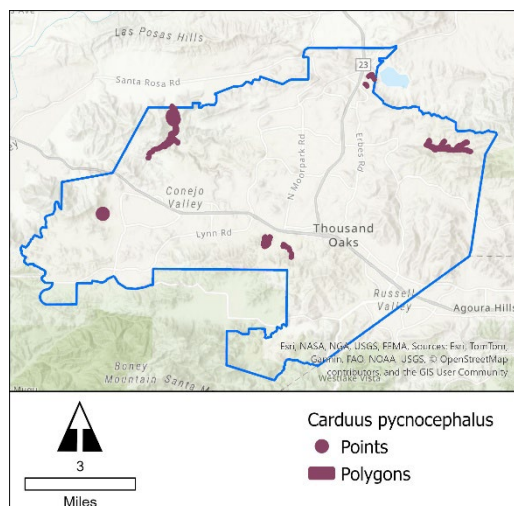 Las Posas Hills
23
Santa Rosa Rd
N Moorpark Rd
Erbes Rd
Conejo
Valley
Lynn Rd
Thousand
Oaks
Russell
Valley
Agoura Hills
Esri, NASA, NGA, USGS, FEMA, Sources: Esri, TomTom,
Garmin, FAO, NOAA, USGS, © OpenStreetMap
contributors, and the GIS User Community
Boney
Mountain
Santa M
Westlake Vista
3
Miles
Carduus pycnocephalus
Points
Polygons